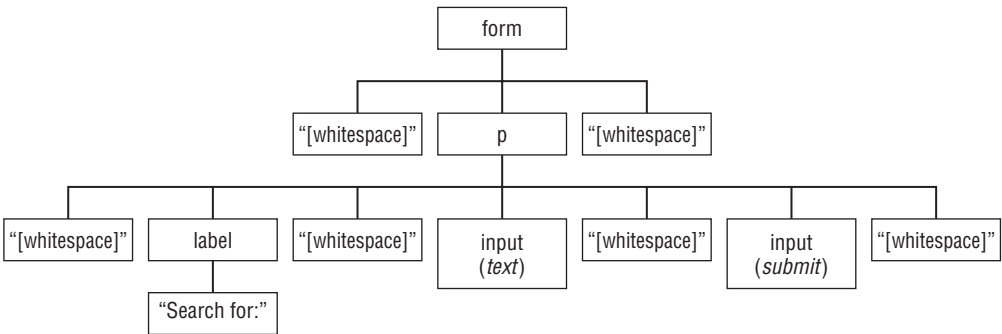 form
“[whitespace]”
p
“[whitespace]”
“[whitespace]”
label
“[whitespace]”
input
(text)
“[whitespace]”
input
(submit)
“[whitespace]”
“Search for:”